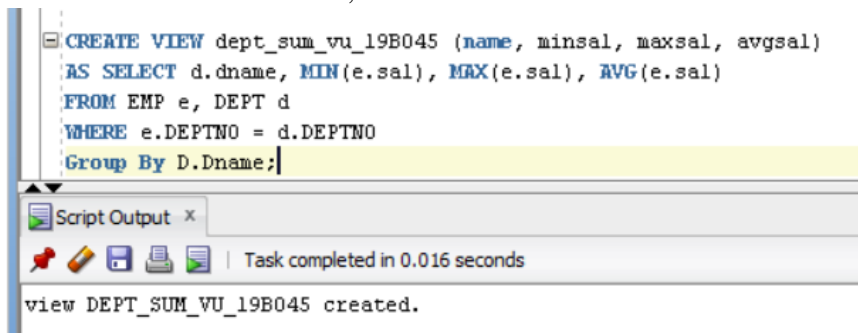 CREATE VIEW dept_sum_vu_19B045 (name, minsal, maxsal, avgsal)
AS SELECT d.dname, MIN(e.sal), MAX(e.sal), AVG(e.sal)
FROM EMP e, DEPT d
WHERE e.DEPTNO = d.DEPTNO
Group By D.Dname;
Script Output x
Task completed in 0.016 seconds
view DEPT_SUM_VU_19B045 created.